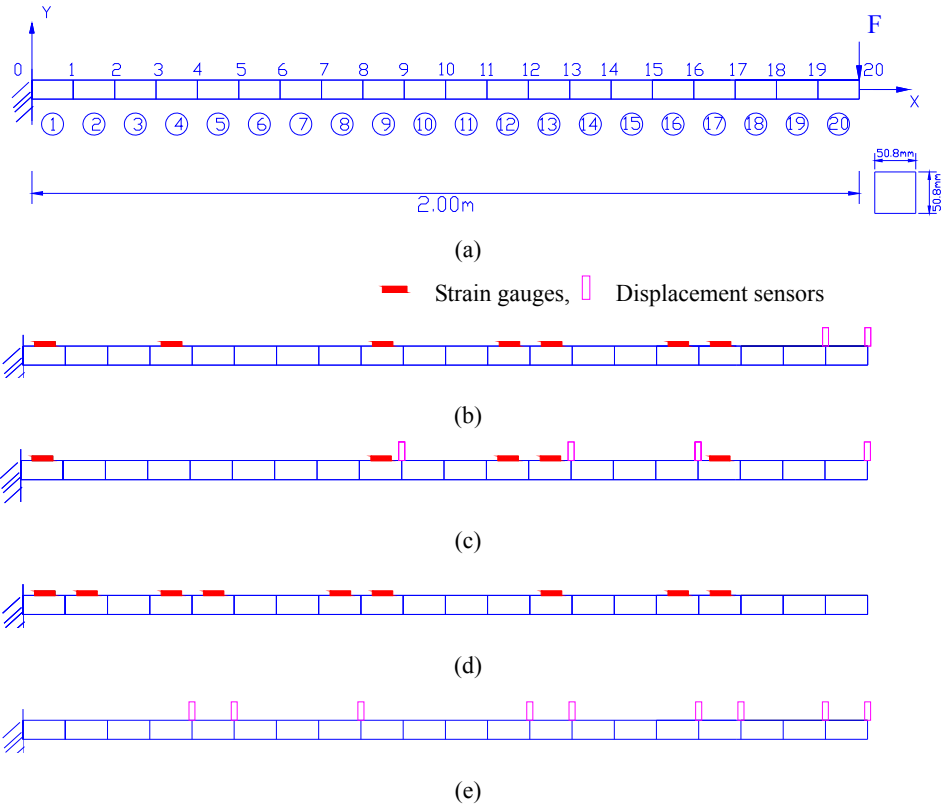 Y
F
0 1 2 3 4 5 6 7 8 9 10 11 12 13 14 15 16 17 18 19 20
X
① ② ③ ④ ⑤ ⑥ ⑦ ⑧ ⑨ ⑩ ⑪ ⑫ ⑬ ⑭ ⑮ ⑯ ⑰ ⑱ ⑲ ⑳
50.8mm
50.8mm
2.00m
(a)
Strain gauges, Displacement sensors
(b)
(c)
(d)
(e)